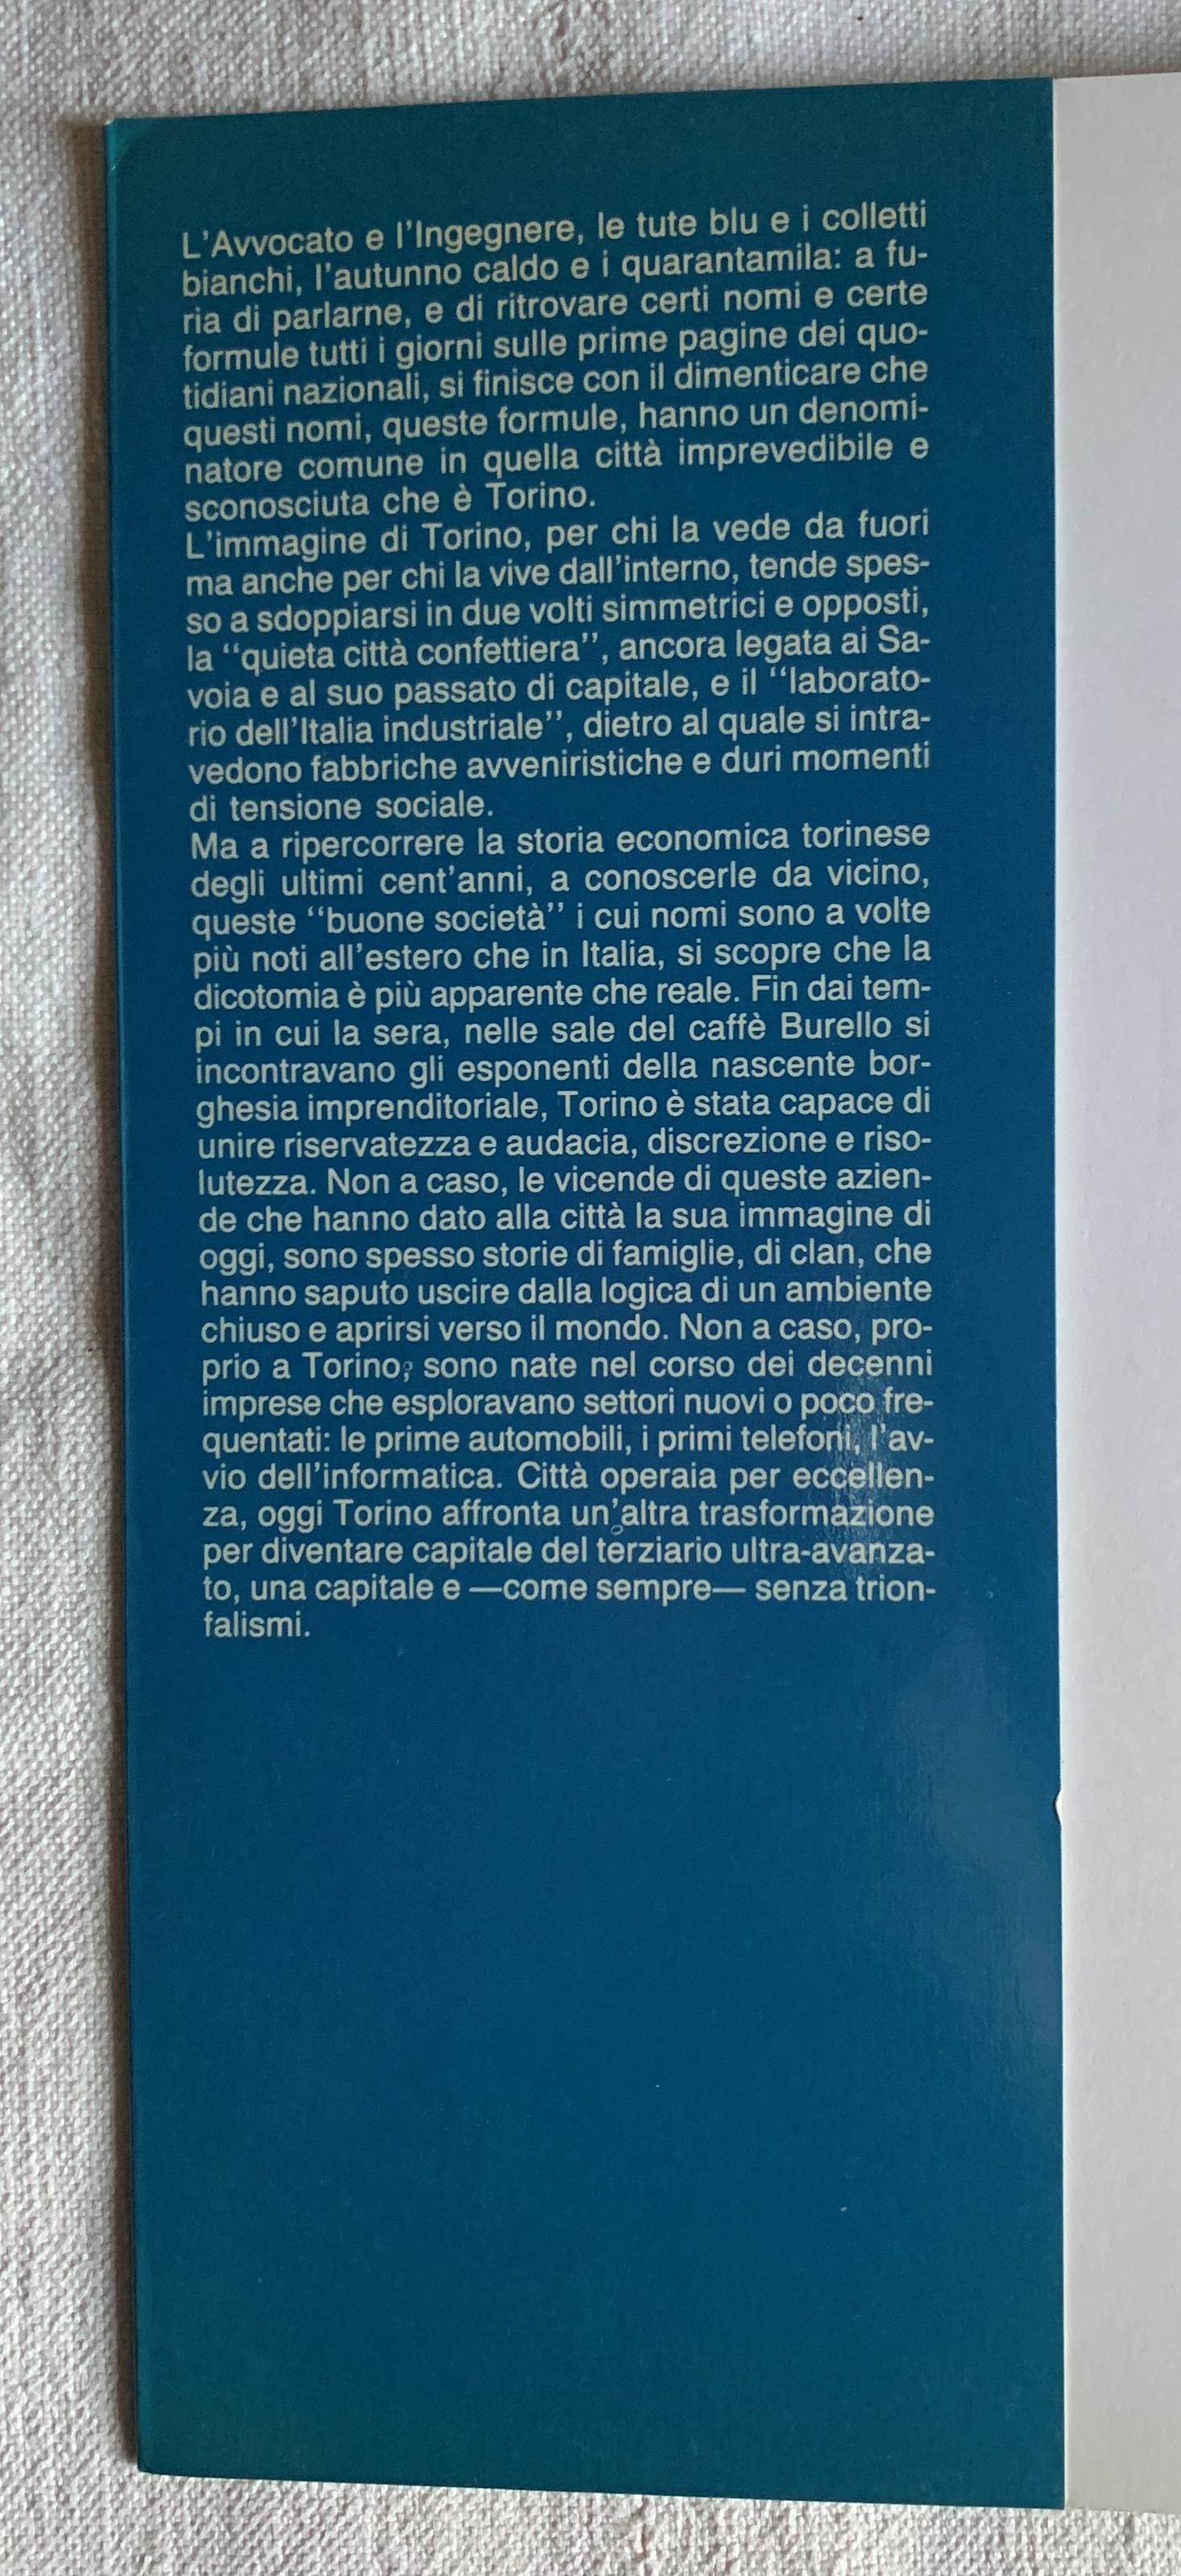 L'Avvocato e l'Ingegnere, le tute blu e i colletti
bianchi, l'autunno caldo e i quarantamila: a fu-
ria di parlarne, e di ritrovare certi nomi e certe
formule tutti i giorni sulle prime pagine dei quo-
tidiani nazionali, si finisce con il dimenticare che
questi nomi, queste formule, hanno un denomi-
natore comune in quella città imprevedibile e
sconosciuta che è Torino.
L'immagine di Torino, per chi la vede da fuori
ma anche per chi la vive dall'interno, tende spes-
so a sdoppiarsi in due volti simmetrici e opposti,
la "quieta città confettiera", ancora legata ai Sa-
voia e al suo passato di capitale, e il "laborato-
rio dell'Italia industriale", dietro al quale si intra-
vedono fabbriche avveniristiche e duri momenti
di tensione sociale.
Ma a ripercorrere la storia economica torinese
degli ultimi cent'anni, a conoscerle da vicino,
queste "buone società" i cui nomi sono a volte
più noti all'estero che in Italia, si scopre che la
dicotomia è più apparente che reale. Fin dai tem-
pi in cui la sera, nelle sale del caffè Burello si
incontravano gli esponenti della nascente bor-
ghesia imprenditoriale, Torino è stata capace di
unire riservatezza e audacia, discrezione e riso-
lutezza. Non a caso, le vicende di queste azien-
de che hanno dato alla città la sua immagine di
oggi, sono spesso storie di famiglie, di clan, che
hanno saputo uscire dalla logica di un ambiente
chiuso e aprirsi verso il mondo. Non a caso, pro-
prio a Torino, sono nate nel corso dei decenni
imprese che esploravano settori nuovi o poco fre-
quentati: le prime automobili, i primi telefoni, l'av-
vio dell'informatica. Città operaia per eccellen-
za, oggi Torino affronta un'altra trasformazione
per diventare capitale del terziario ultra-avanza-
to, una capitale e —come sempre— senza trion-
falismi.